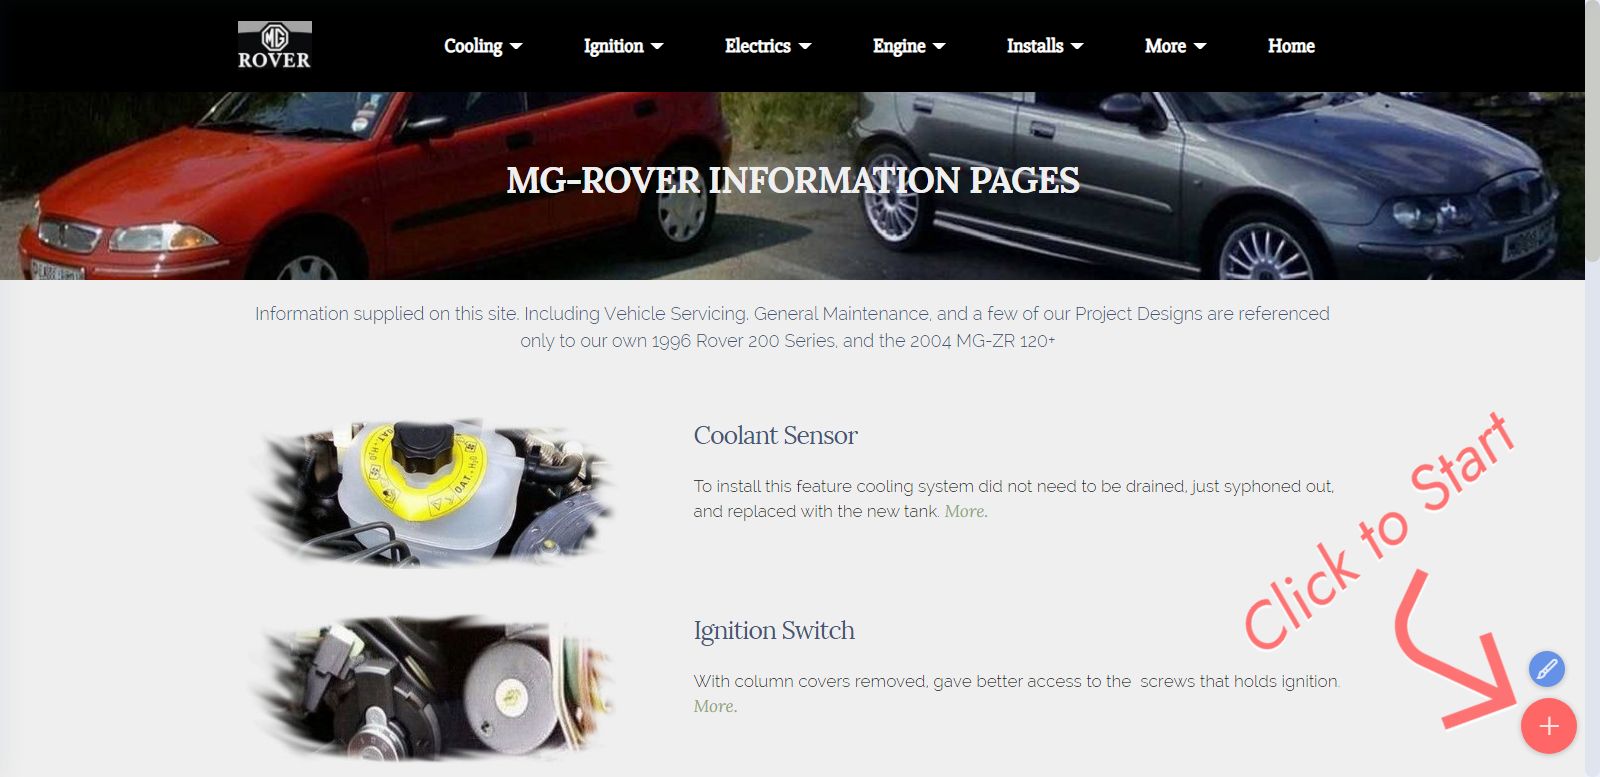 MG
ROVER
Cooling
Ignition
Electrics
Engine
Installs
More
Home
MG-ROVER INFORMATION PAGES
Information supplied on this site. Including Vehicle Servicing. General Maintenance, and a few of our Project Designs are referenced
only to our own 1996 Rover 200 Series, and the 2004 MG-ZR 120+
Coolant Sensor
To install this feature cooling system did not need to be drained, just syphoned out,
and replaced with the new tank. More.
Click to Start
Ignition Switch
With column covers removed, gave better access to the  screws that holds ignition.
More.